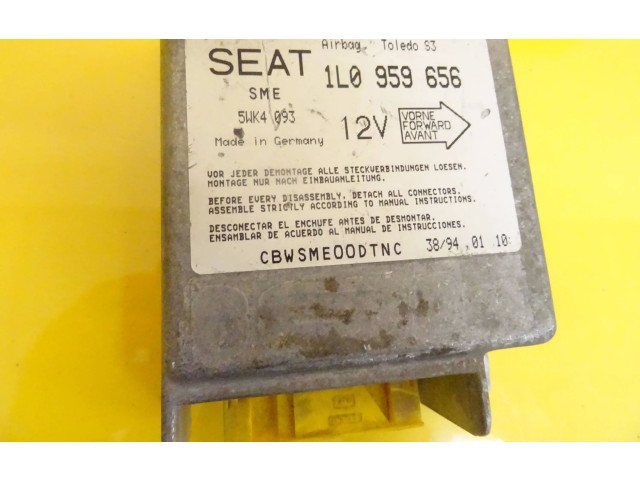 Airbag Toledo S3
SEAT 1L0 959 656
SME
5WK4 093
Made in Germany
12V
VORNE
FORWARD
AVANT
VOR JEDER DEMONTAGE ALLE STECKVERBINDUNGEN LOESEN.
MONTAGE NUR NACH EINBAUANLEITUNG.
BEFORE EVERY DISASSEMBLY, DETACH ALL CONNECTORS.
ASSEMBLE STRICTLY ACCORDING TO MANUAL INSTRUCTIONS.
DESCONECTAR EL ENCHUFE ANTES DE DESMONTAR.
ENSAMBLAR DE ACUERDO AL MANUAL DE INSTRUCCIONES.
CBWSME00DTNC 38/94 01 10: